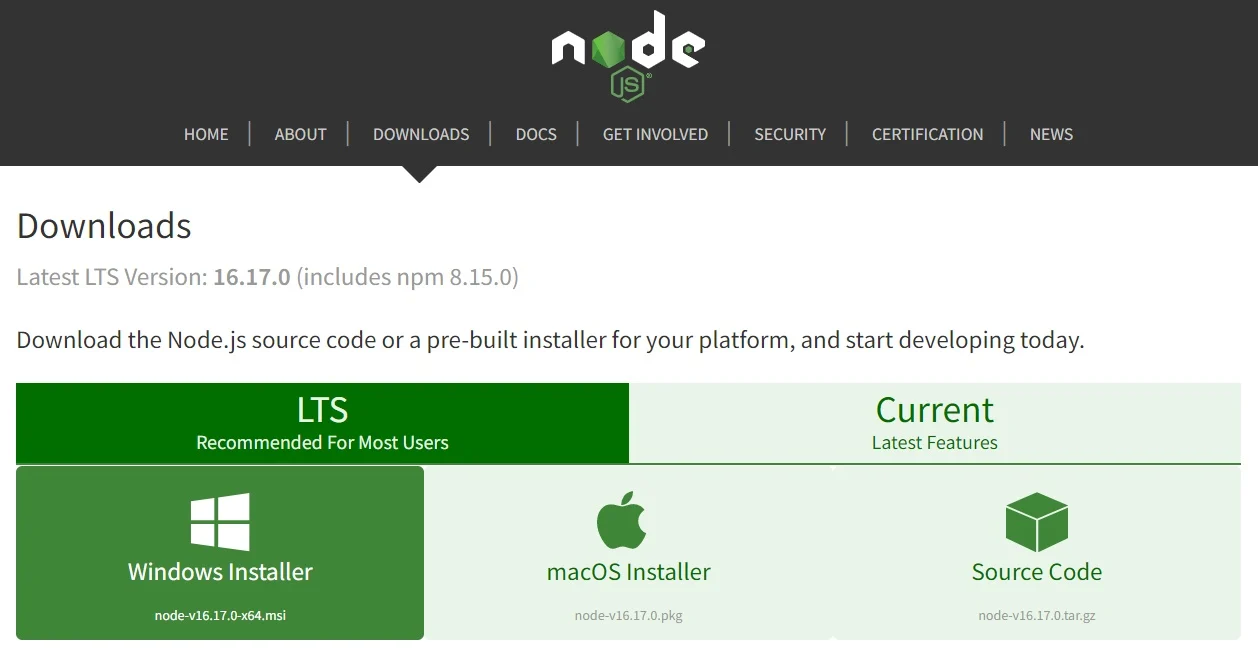 node
JS®
HOME
ABOUT
DOWNLOADS
DOCS
GET INVOLVED
SECURITY
CERTIFICATION
NEWS
Downloads
Latest LTS Version: 16.17.0 (includes npm 8.15.0)
Download the Node.js source code or a pre-built installer for your platform, and start developing today.
LTS
Recommended For Most Users
Current
Latest Features
Windows Installer
node-v16.17.0-x64.msi
macOS Installer
node-v16.17.0.pkg
Source Code
node-v16.17.0.tar.gz